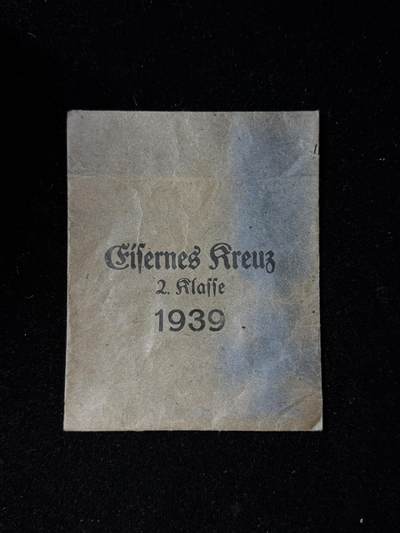 Eisernes Kreuz
2. Klasse
1939